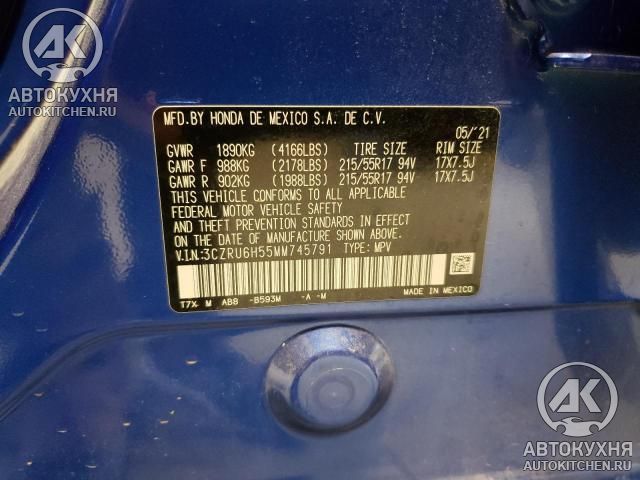 AK
АВТОКУХНЯ
AUTOKITCHEN.RU
MFD.BY HONDA DE MEXICO S.A. DE C.V.
05/'21
GVWR 1890KG (4166LBS) TIRE SIZE RIM SIZE
GAWR F 988KG (2178LBS) 215/55R17 94V 17X7.5J
GAWR R 902KG (1988LBS) 215/55R17 94V 17X7.5J
THIS VEHICLE CONFORMS TO ALL APPLICABLE
FEDERAL MOTOR VEHICLE SAFETY
AND THEFT PREVENTION STANDARDS IN EFFECT
ON THE DATE OF MANUFACTURE SHOWN ABOVE.
V.I.N:3CZRU6H55MM745791 TYPE: MPV
T7X M AB8 -B593M -A -M
MADE IN MEXICO
AK
АВТОКУХНЯ
AUTOKITCHEN.RU